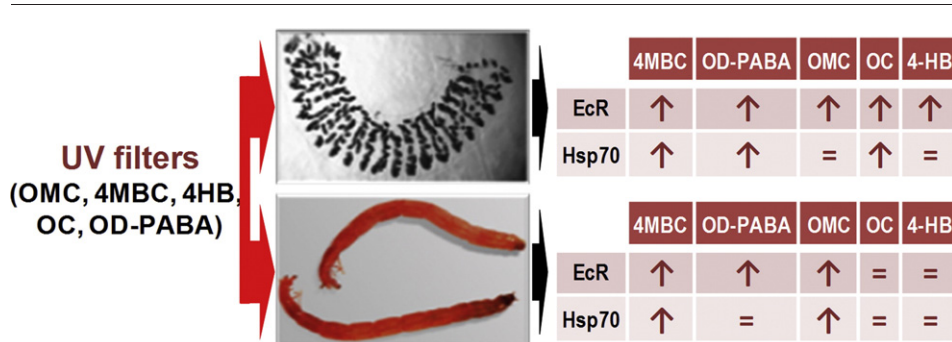 UV filters
(OMC, 4MBC, 4HB,
OC, OD-PABA)
4MBC OD-PABA OMC OC 4-HB
EcR ↑ ↑ ↑ ↑ ↑
Hsp70 ↑ ↑ = ↑ =
4MBC OD-PABA OMC OC 4-HB
EcR ↑ ↑ ↑ = =
Hsp70 ↑ = ↑ = =